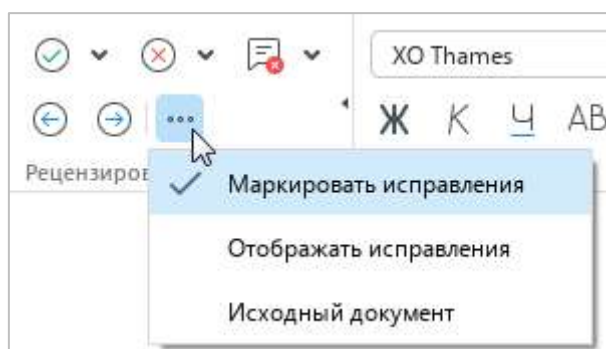 XO Thames
Ж К Ч АВ
Рецензиров
Маркировать исправления
Отображать исправления
Исходный документ